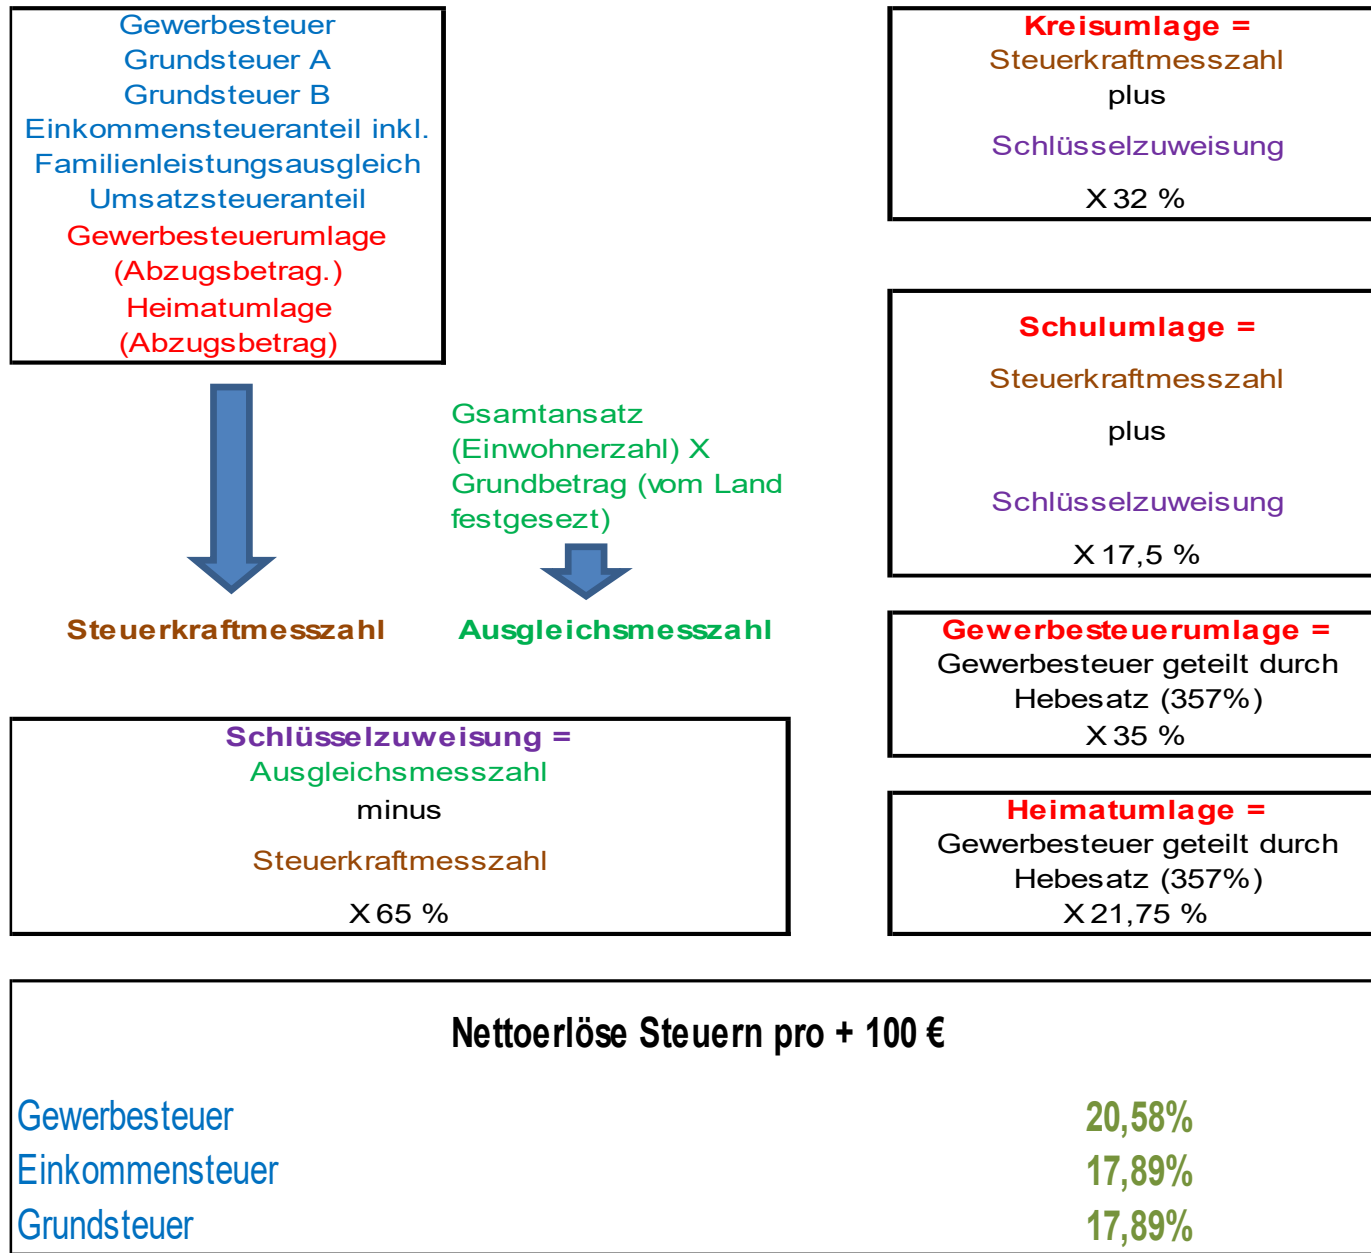 Gewerbesteuer
Grundsteuer A
Grundsteuer B
Einkommensteueranteil inkl.
Familienleistungsausgleich
Umsatzsteueranteil
Gewerbesteuerumlage
(Abzugsbetrag.)
Heimatumlage
(Abzugsbetrag)
Gsamtansatz
(Einwohnerzahl) X
Grundbetrag (vom Land
festgesezt)
Steuerkraftmesszahl
Ausgleichsmesszahl
Schlüsselzuweisung =
Ausgleichsmesszahl
minus
Steuerkraftmesszahl
X 65 %
Kreisumlage =
Steuerkraftmesszahl
plus
Schlüsselzuweisung
X 32 %
Schulumlage =
Steuerkraftmesszahl
plus
Schlüsselzuweisung
X 17,5 %
Gewerbesteuerumlage =
Gewerbesteuer geteilt durch
Hebesatz (357%)
X 35 %
Heimatumlage =
Gewerbesteuer geteilt durch
Hebesatz (357%)
X 21,75 %
Nettoerlöse Steuern pro + 100 €
Gewerbesteuer 20,58%
Einkommensteuer 17,89%
Grundsteuer 17,89%